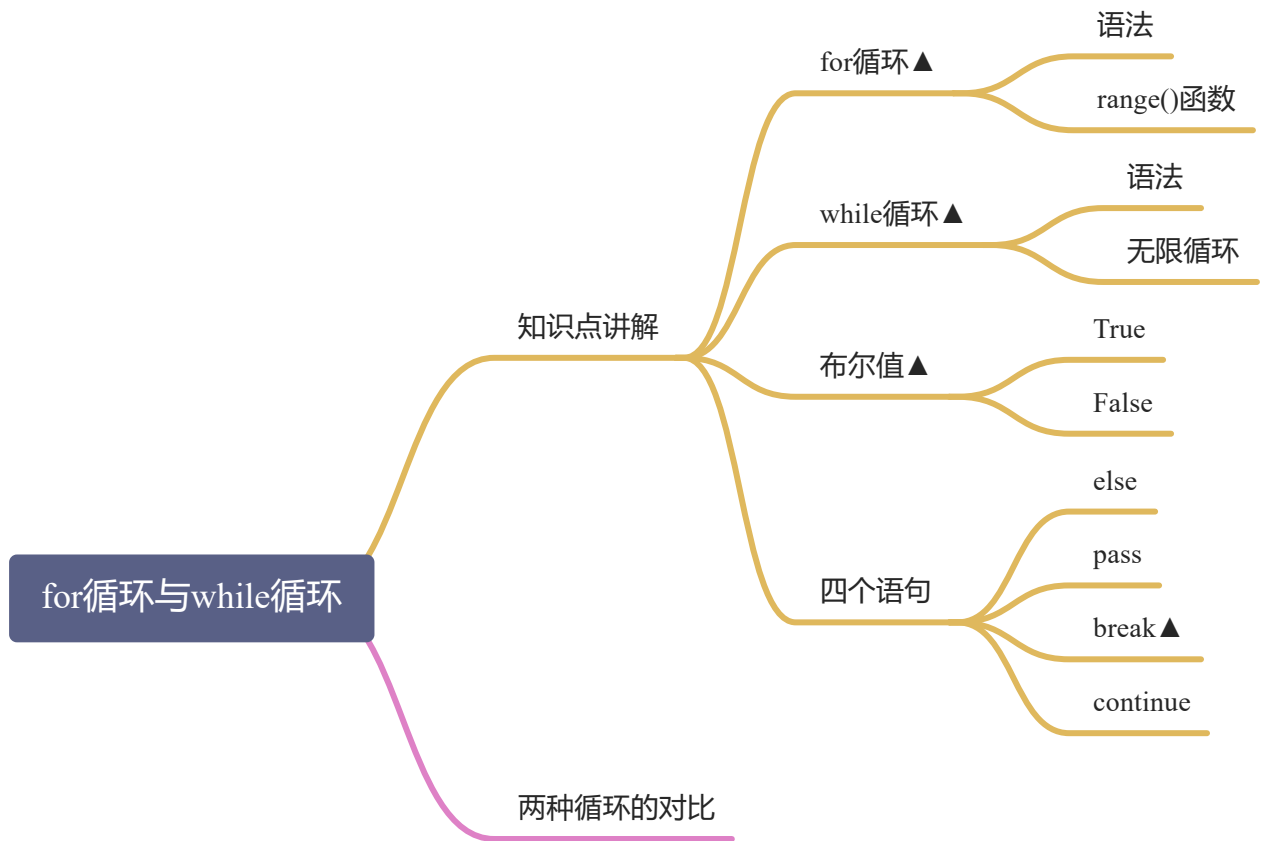 for循环与while循环
知识点讲解
for循环▲
语法
range()函数
while循环▲
语法
无限循环
布尔值▲
True
False
四个语句
else
pass
break▲
continue
两种循环的对比